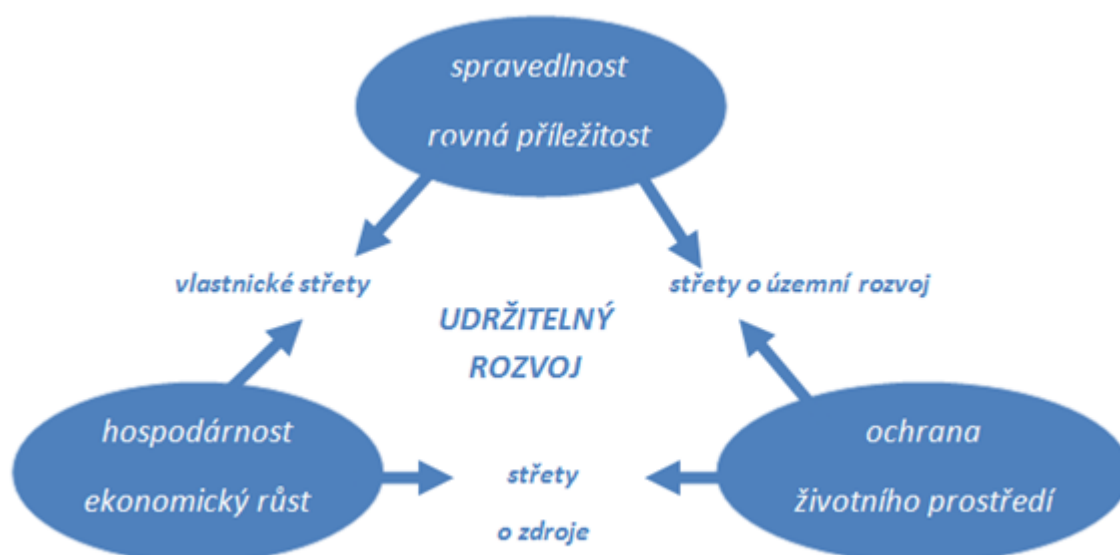 spravedlnost
rovná příležitost
vlastnické střety
střety o územní rozvoj
UDRŽITELNÝ
ROZVOJ
hospodárnost
ekonomický růst
střety
o zdroje
ochrana
životního prostředí